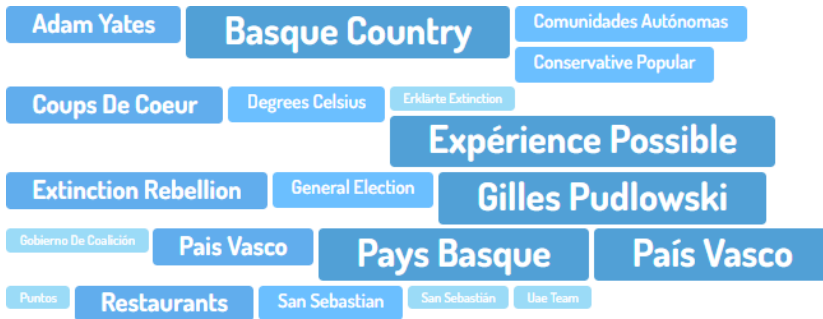 Adam Yates
Basque Country
Comunidades Autónomas
Conservative Popular
Coups De Coeur
Degrees Celsius
Erklärte Extinction
Expérience Possible
Extinction Rebellion
General Election
Gilles Pudlowski
Gobierno De Coalición
Pais Vasco
Pays Basque
País Vasco
Puntos
Restaurants
San Sebastian
San Sebastián
Uae Team